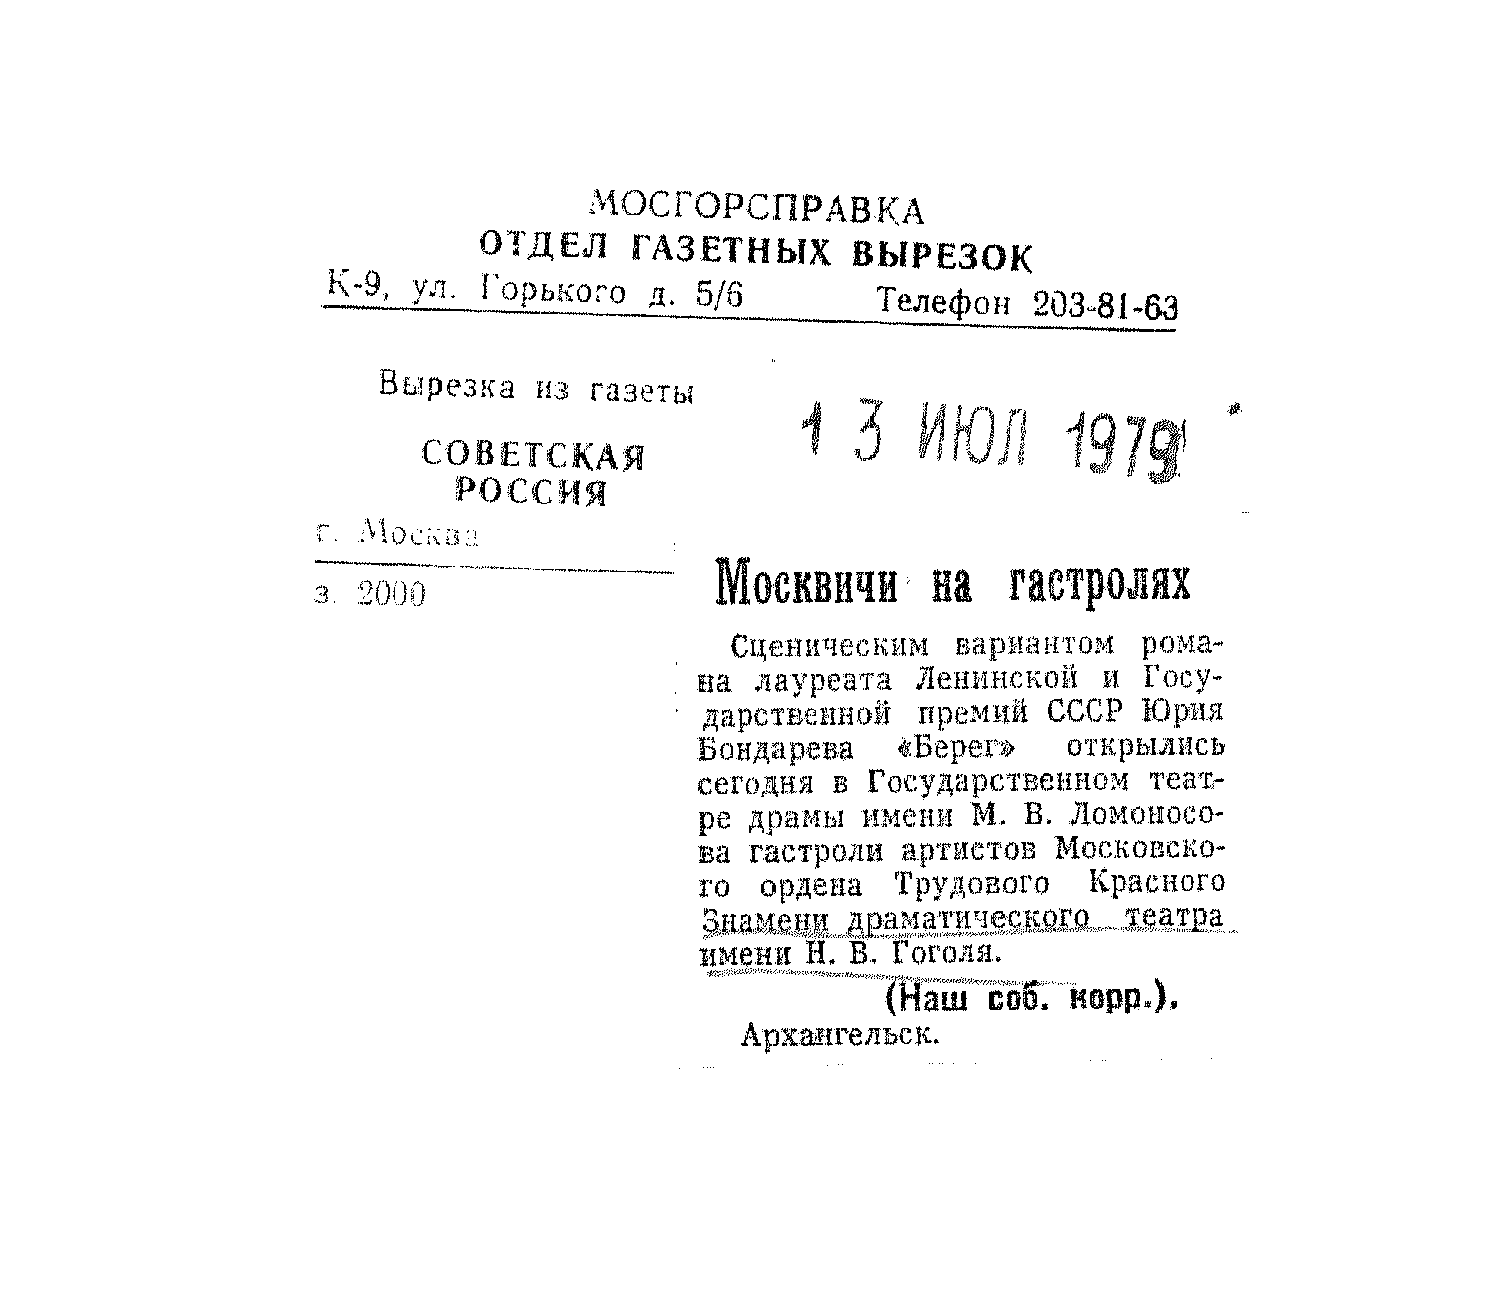 МОСГОРСПРАВКА
ОТДЕЛ ГАЗЕТНЫХ ВЫРЕЗОК
К-9, ул. Горького д. 5/6 Телефон 203-81-63
Вырезка из газеты
СОВЕТСКАЯ
РОССИЯ
г. Москва
з. 2000
13 ИЮЛ 1979
Москвичи на гастролях
Сценическим вариантом рома-
на лауреата Ленинской и Госу-
дарственной премий СССР Юрия
Бондарева «Берег» открылись
сегодня в Государственном теат-
ре драмы имени М. В. Ломоносо-
ва гастроли артистов Московско-
го ордена Трудового Красного
Знамени драматического театра
имени Н. В. Гоголя.
(Наш соб. корр.).
Архангельск.